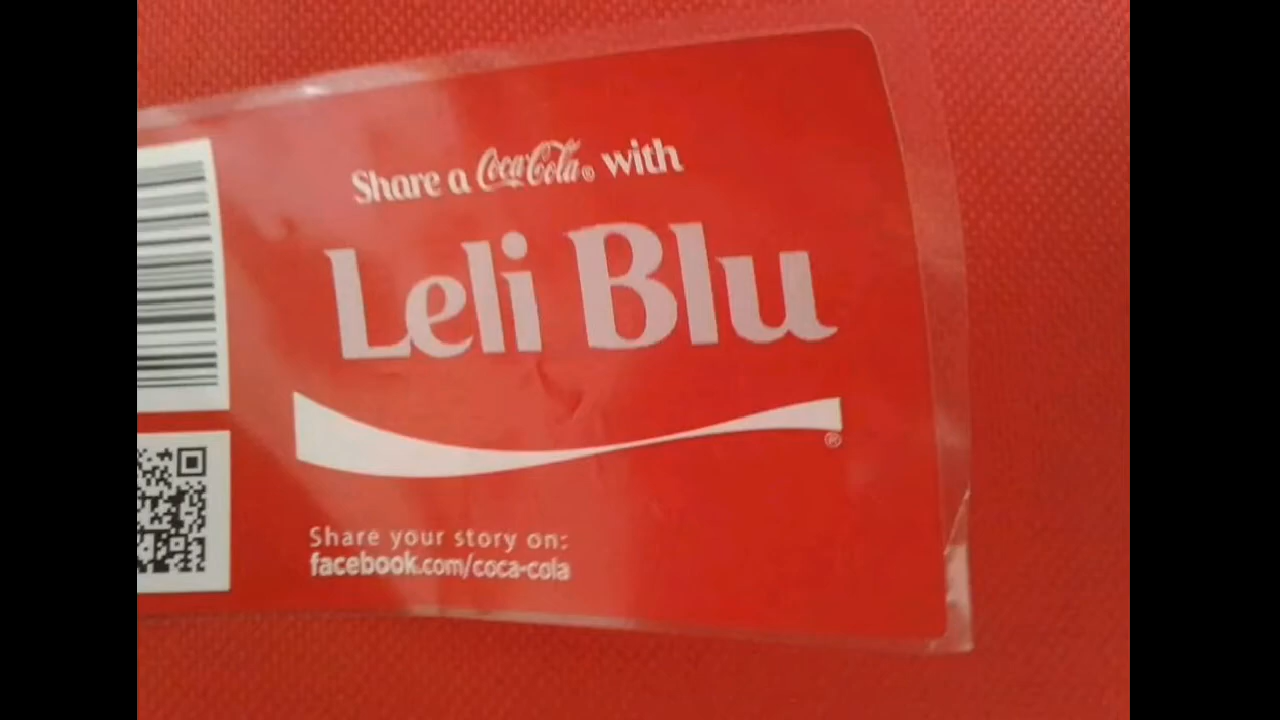 Share a Coca-Cola® with
Leli Blu
®
Share your story on:
facebook.com/coca-cola